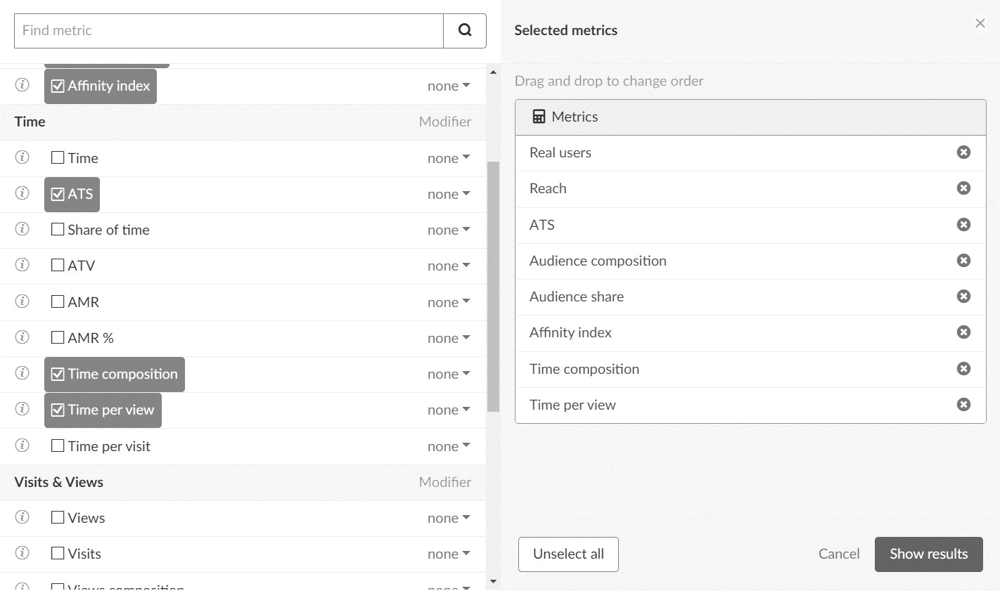 Find metric
Affinity index none
Time Modifier
Time none
ATS none
Share of time none
ATV none
AMR none
AMR % none
Time composition none
Time per view none
Time per visit none
Visits & Views Modifier
Views none
Visits none
Views composition none
Selected metrics
Drag and drop to change order
Metrics
Real users
Reach
ATS
Audience composition
Audience share
Affinity index
Time composition
Time per view
Unselect all
Cancel
Show results